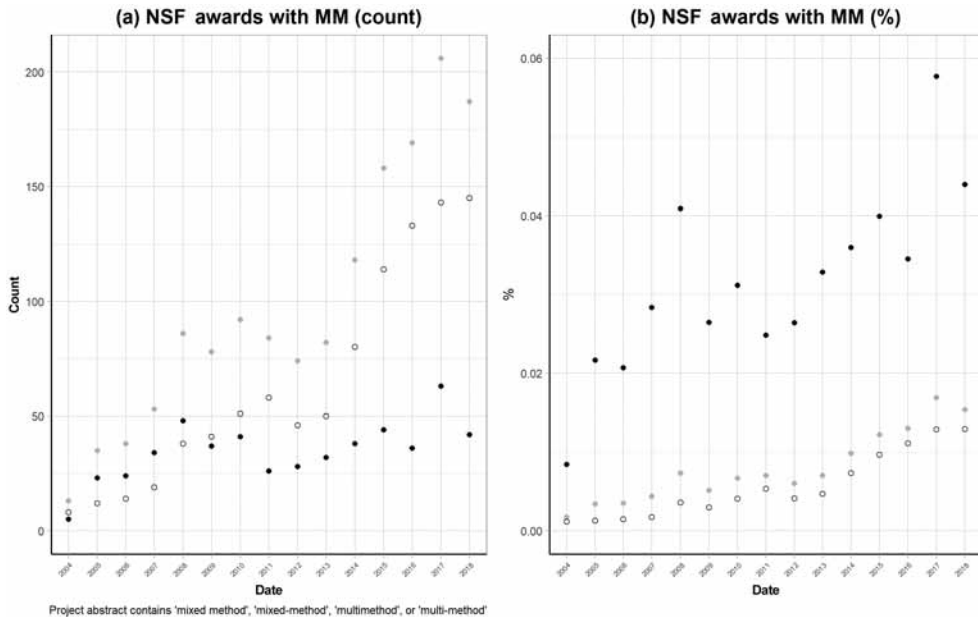 (a) NSF awards with MM (count)
200
150
100
50
0
Count
2004 2005 2006 2007 2008 2009 2010 2011 2012 2013 2014 2015 2016 2017 2018
Date
Project abstract contains 'mixed method', 'mixed-method', 'multimethod', or 'multi-method'
(b) NSF awards with MM (%)
0.06
0.04
0.02
0.00
%
2004 2005 2006 2007 2008 2009 2010 2011 2012 2013 2014 2015 2016 2017 2018
Date